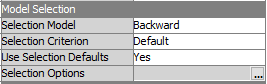 Model Selection
Selection Model Backward
Selection Criterion Default
Use Selection Defaults Yes
Selection Options ...